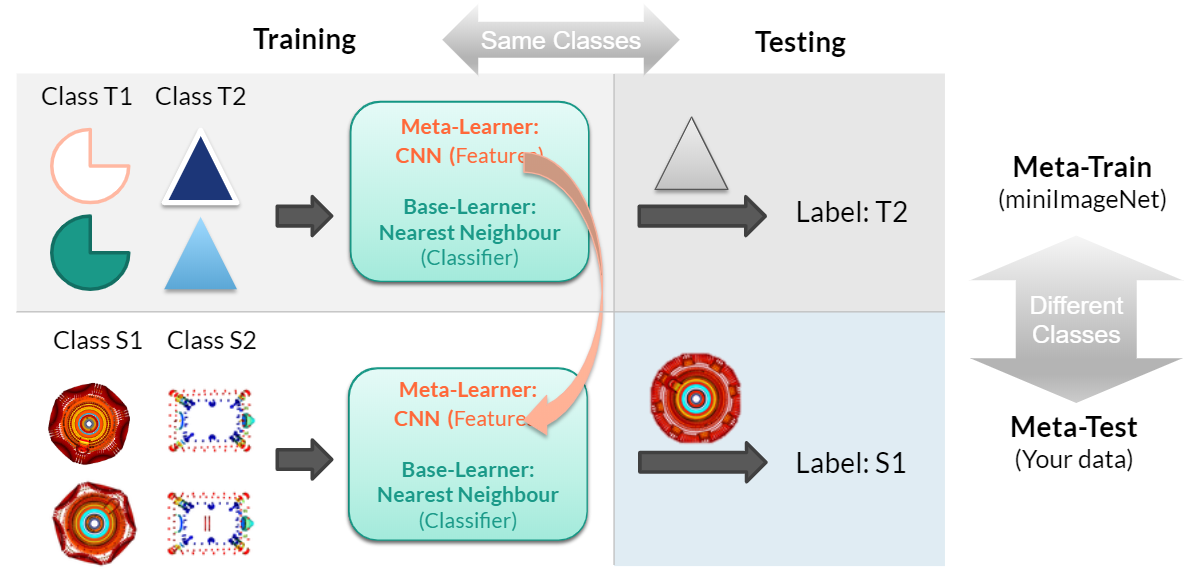 Training
Same Classes
Testing
Class T1
Class T2
Meta-Learner:
CNN (Features)
Base-Learner:
Nearest Neighbour
(Classifier)
Label: T2
Meta-Train
(miniImageNet)
Different
Classes
Class S1
Class S2
Meta-Learner:
CNN (Feature
Base-Learner:
Nearest Neighbour
(Classifier)
Label: S1
Meta-Test
(Your data)